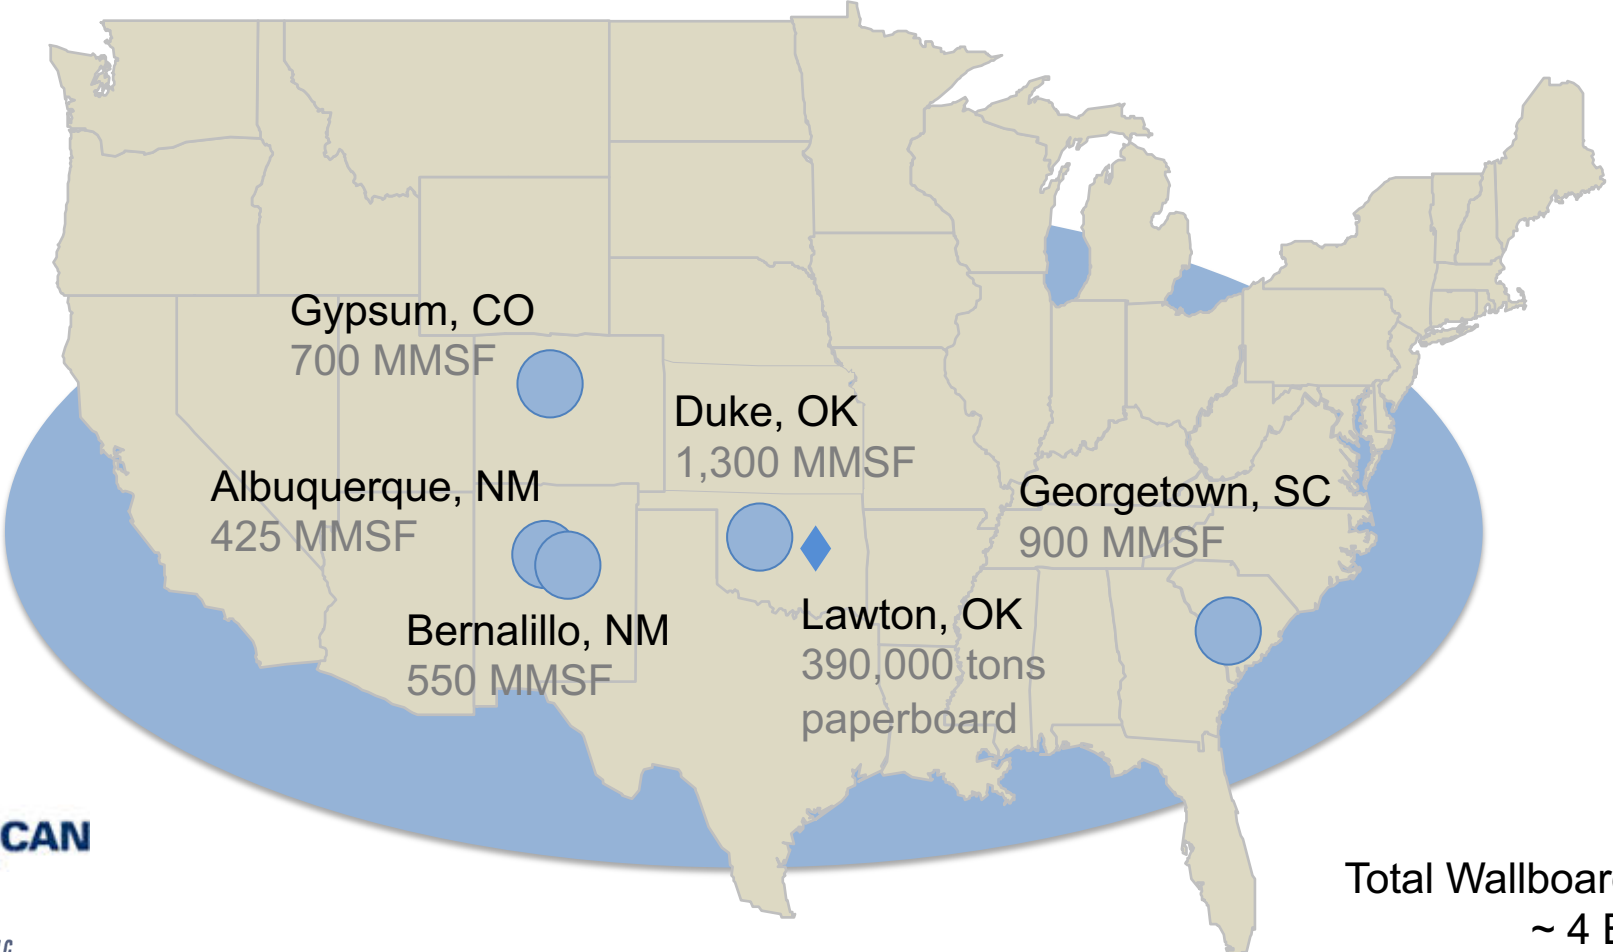 Gypsum, CO
700 MMSF
Duke, OK
1,300 MMSF
Albuquerque, NM
425 MMSF
Georgetown, SC
900 MMSF
Bernalillo, NM
550 MMSF
Lawton, OK
390,000 tons
paperboard
CAN
Total
~ 4